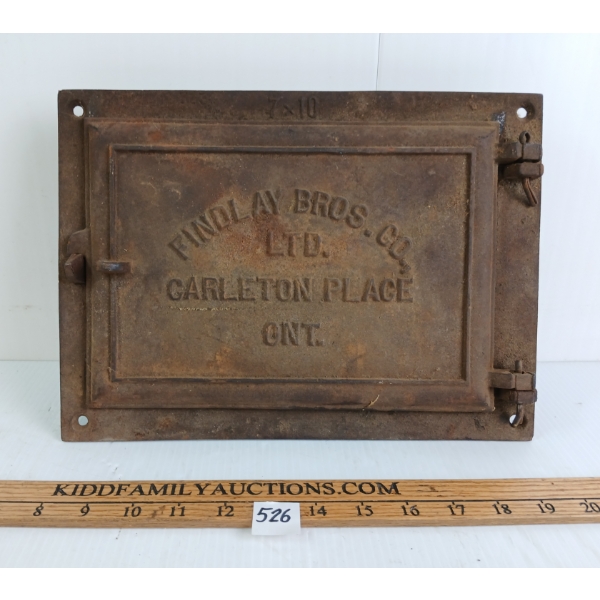 7x10
FINDLAY BROS. CO.,
LTD.
CARLETON PLACE
ONT.
KIDDFAMILYAUCTIONS.COM
8 9 10 11 12 14 15 16 17 18 19 20
526